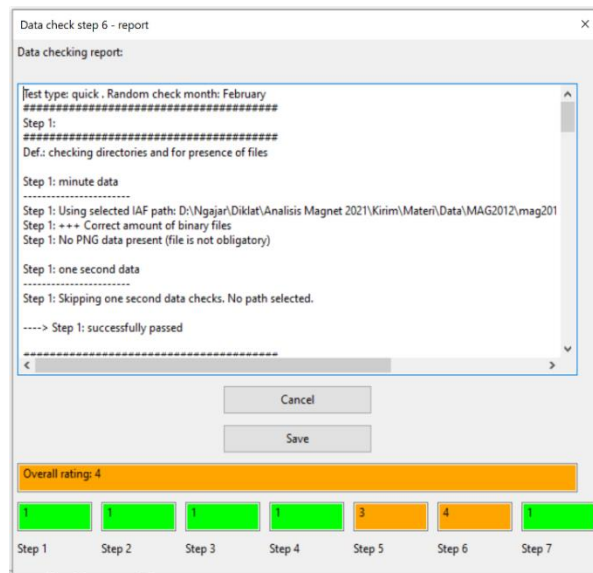 Data check step 6 - report
×
Data checking report:
Test type: quick . Random check month: February
########################################
Step 1:
########################################
Def.: checking directories and for presence of files
Step 1: minute data
-----------------------
Step 1: Using selected IAF path: D:\Ngajar\Diklat\Analisis Magnet 2021\Kirim\Materi\Data\MAG2012\mag201
Step 1: +++ Correct amount of binary files
Step 1: No PNG data present (file is not obligatory)
Step 1: one second data
-----------------------
Step 1: Skipping one second data checks. No path selected.
----> Step 1: successfully passed
########################################
Cancel
Save
Overall rating: 4
1 1 1 1 3 4 1
Step 1 Step 2 Step 3 Step 4 Step 5 Step 6 Step 7